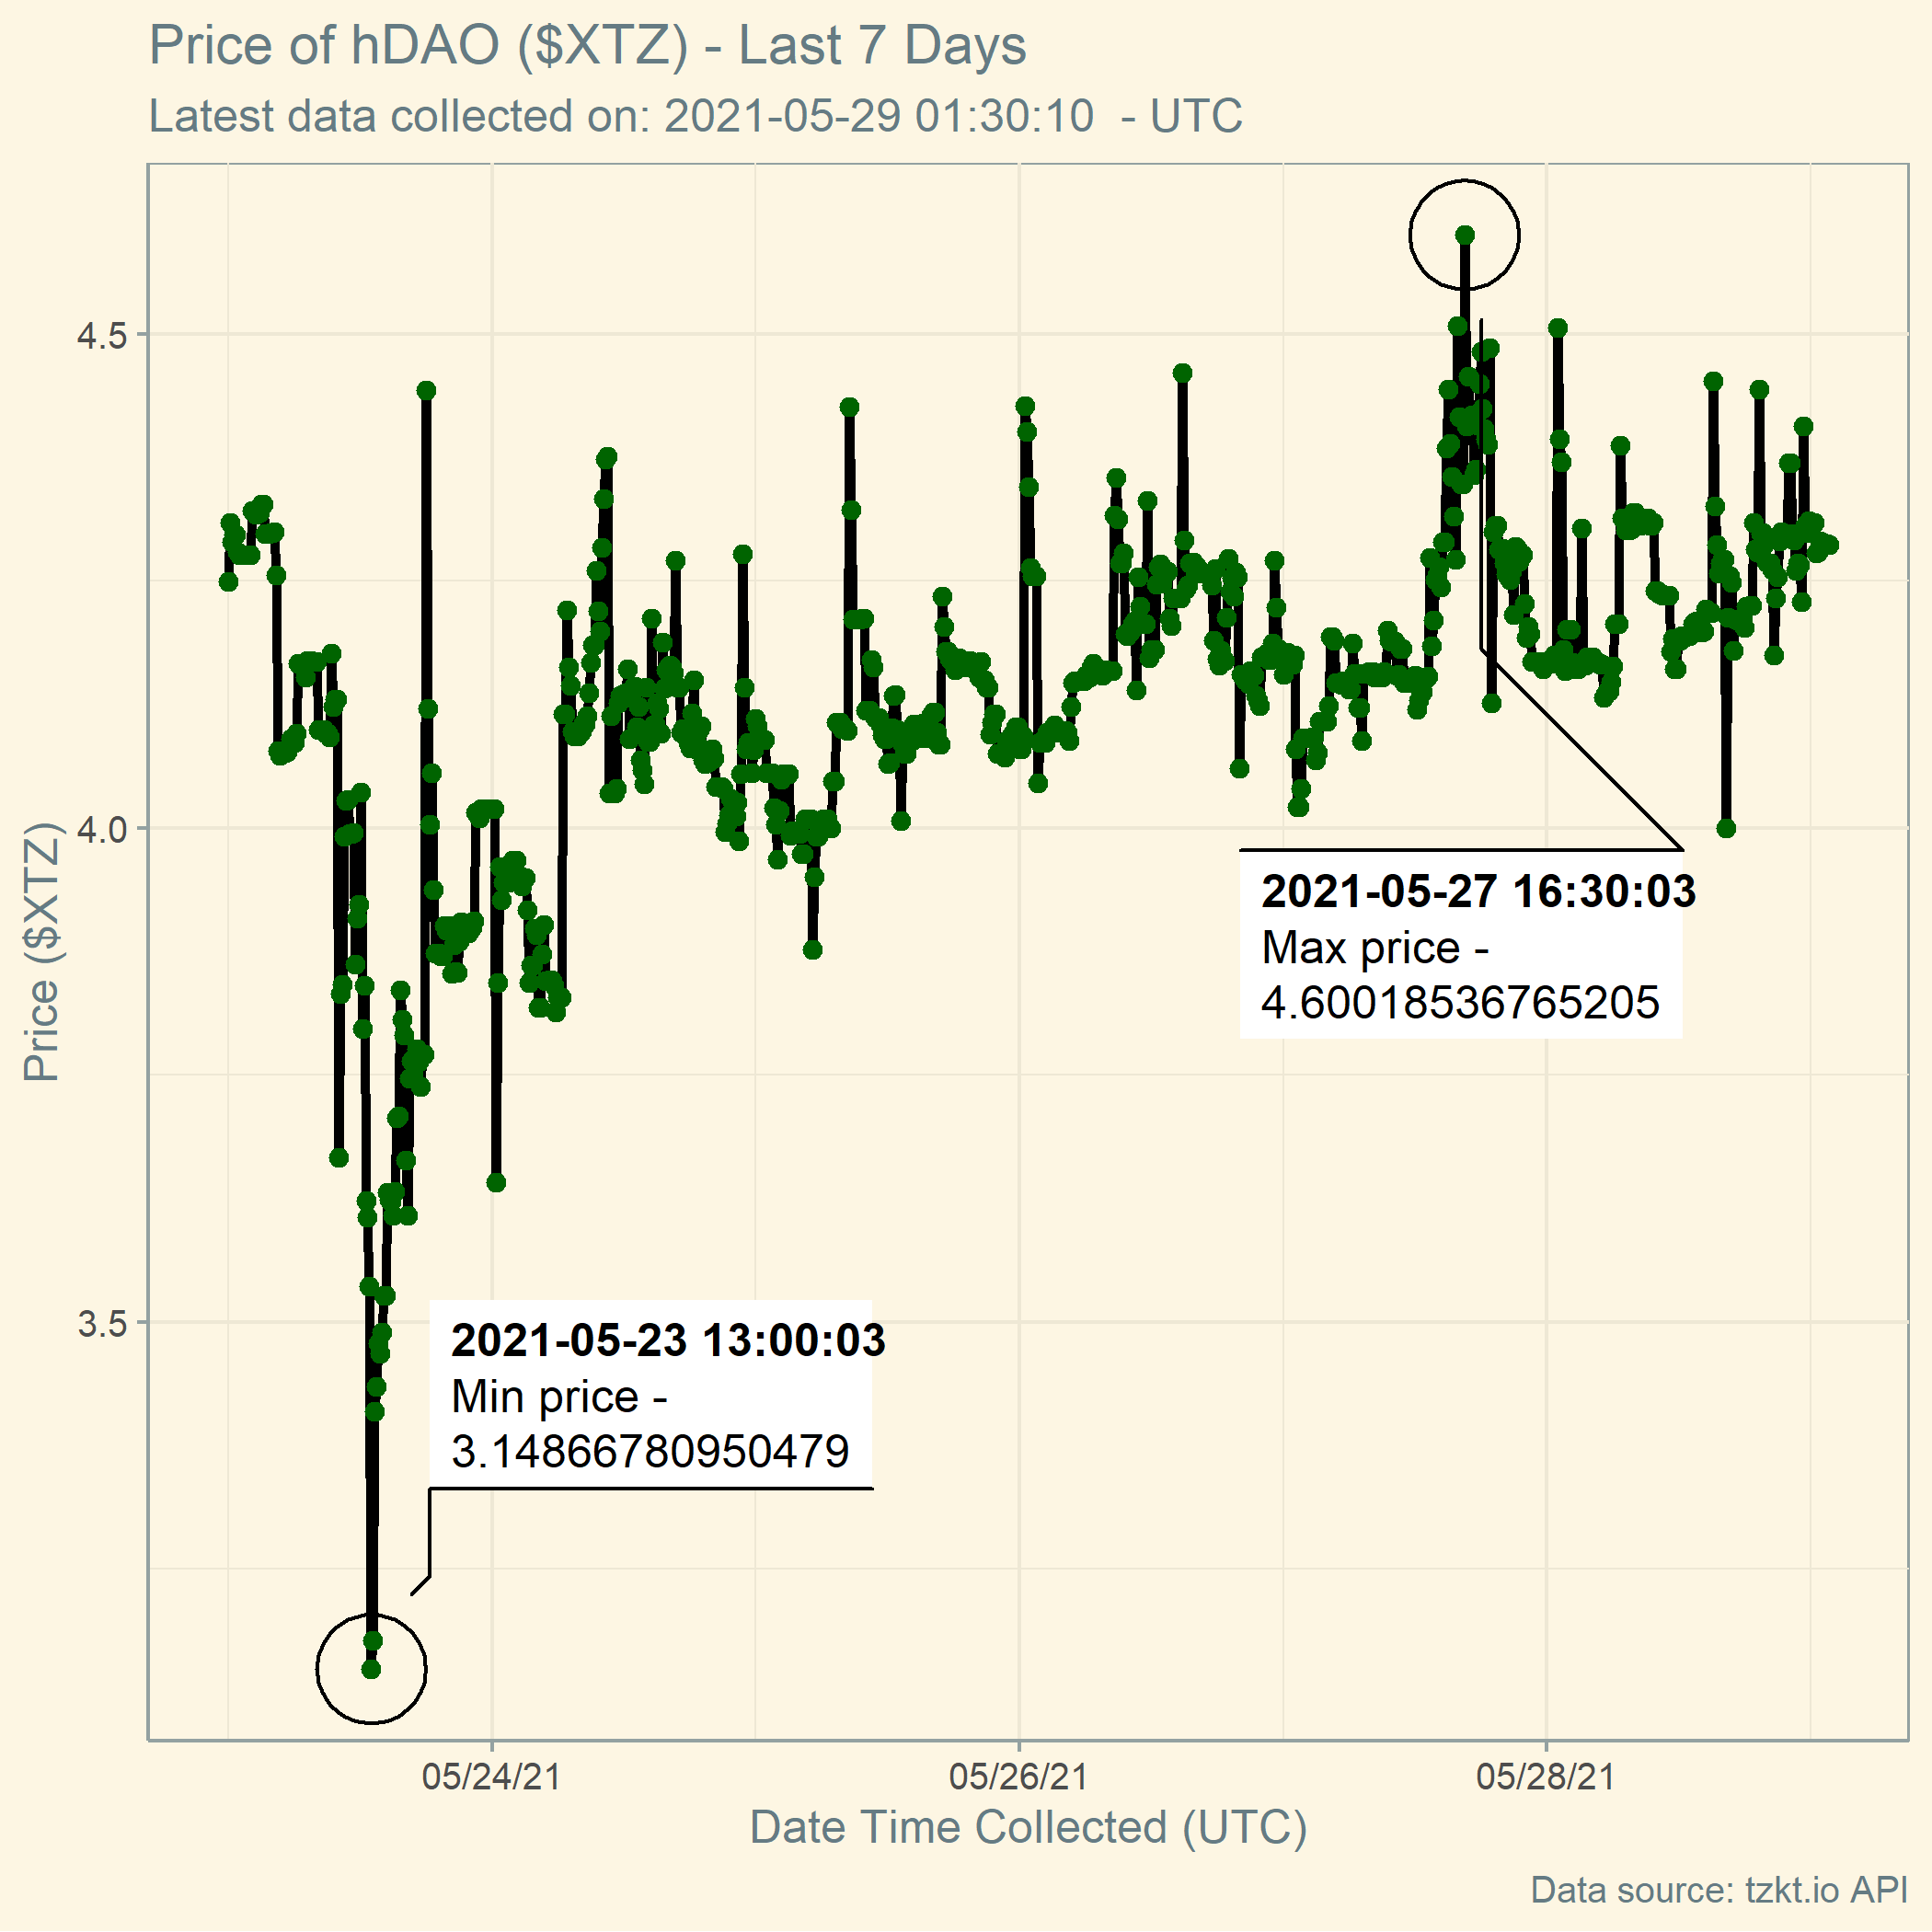 Price of hDAO ($XTZ) - Last 7 Days
Latest data collected on: 2021-05-29 01:30:10  - UTC
Price ($XTZ)
4.5
4.0
3.5
2021-05-27 16:30:03
Max price -
4.60018536765205
2021-05-23 13:00:03
Min price -
3.14866780950479
05/24/21
05/26/21
05/28/21
Date Time Collected (UTC)
Data source: tzkt.io API